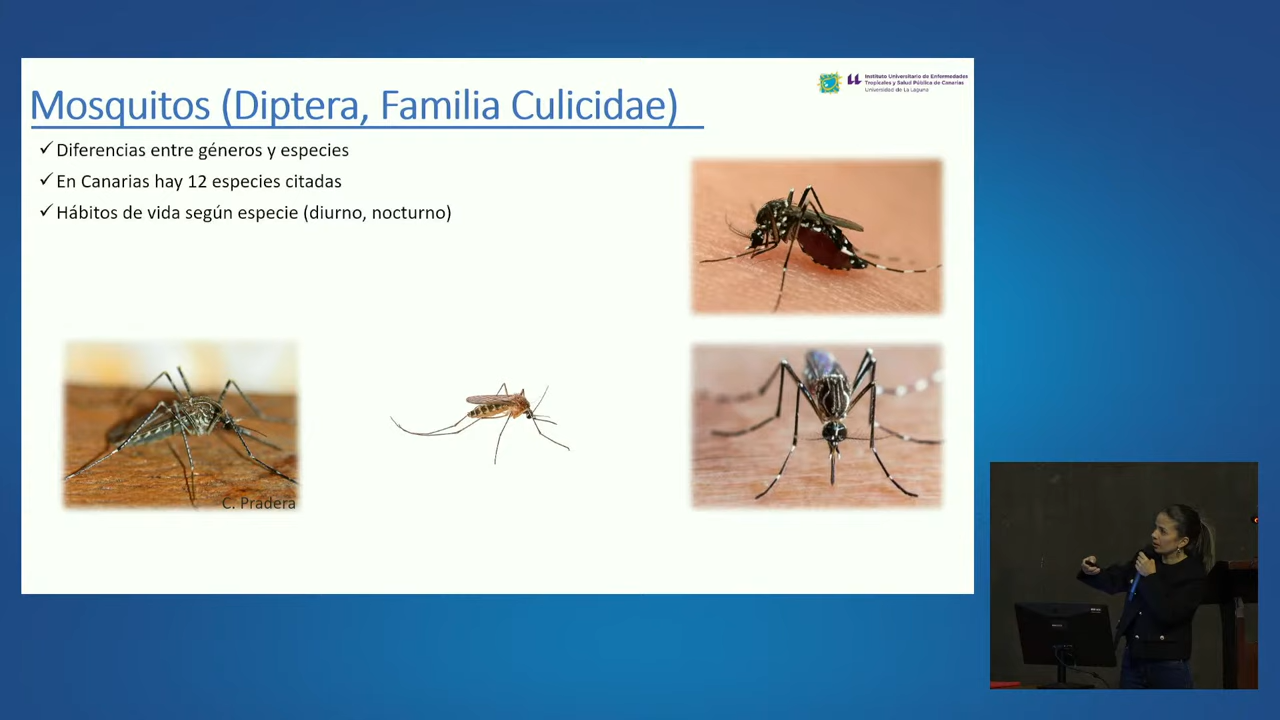 Instituto Universitario de Enfermedades
Tropicales y Salud Pública de Canarias
Universidad de La Laguna
Mosquitos (Diptera, Familia Culicidae)
✓Diferencias entre géneros y especies
✓En Canarias hay 12 especies citadas
✓Hábitos de vida según especie (diurno, nocturno)
C. Pradera